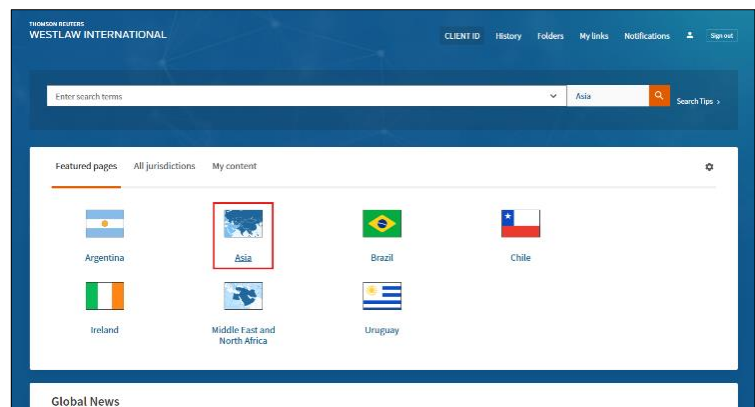 THOMSON REUTERS
WESTLAW INTERNATIONAL
CLIENT ID History Folders My links Notifications Sign out
Enter search terms Asia Search Tips >
Featured pages All jurisdictions My content
Argentina Asia Brazil Chile
Ireland Middle East and Uruguay
North Africa
Global News